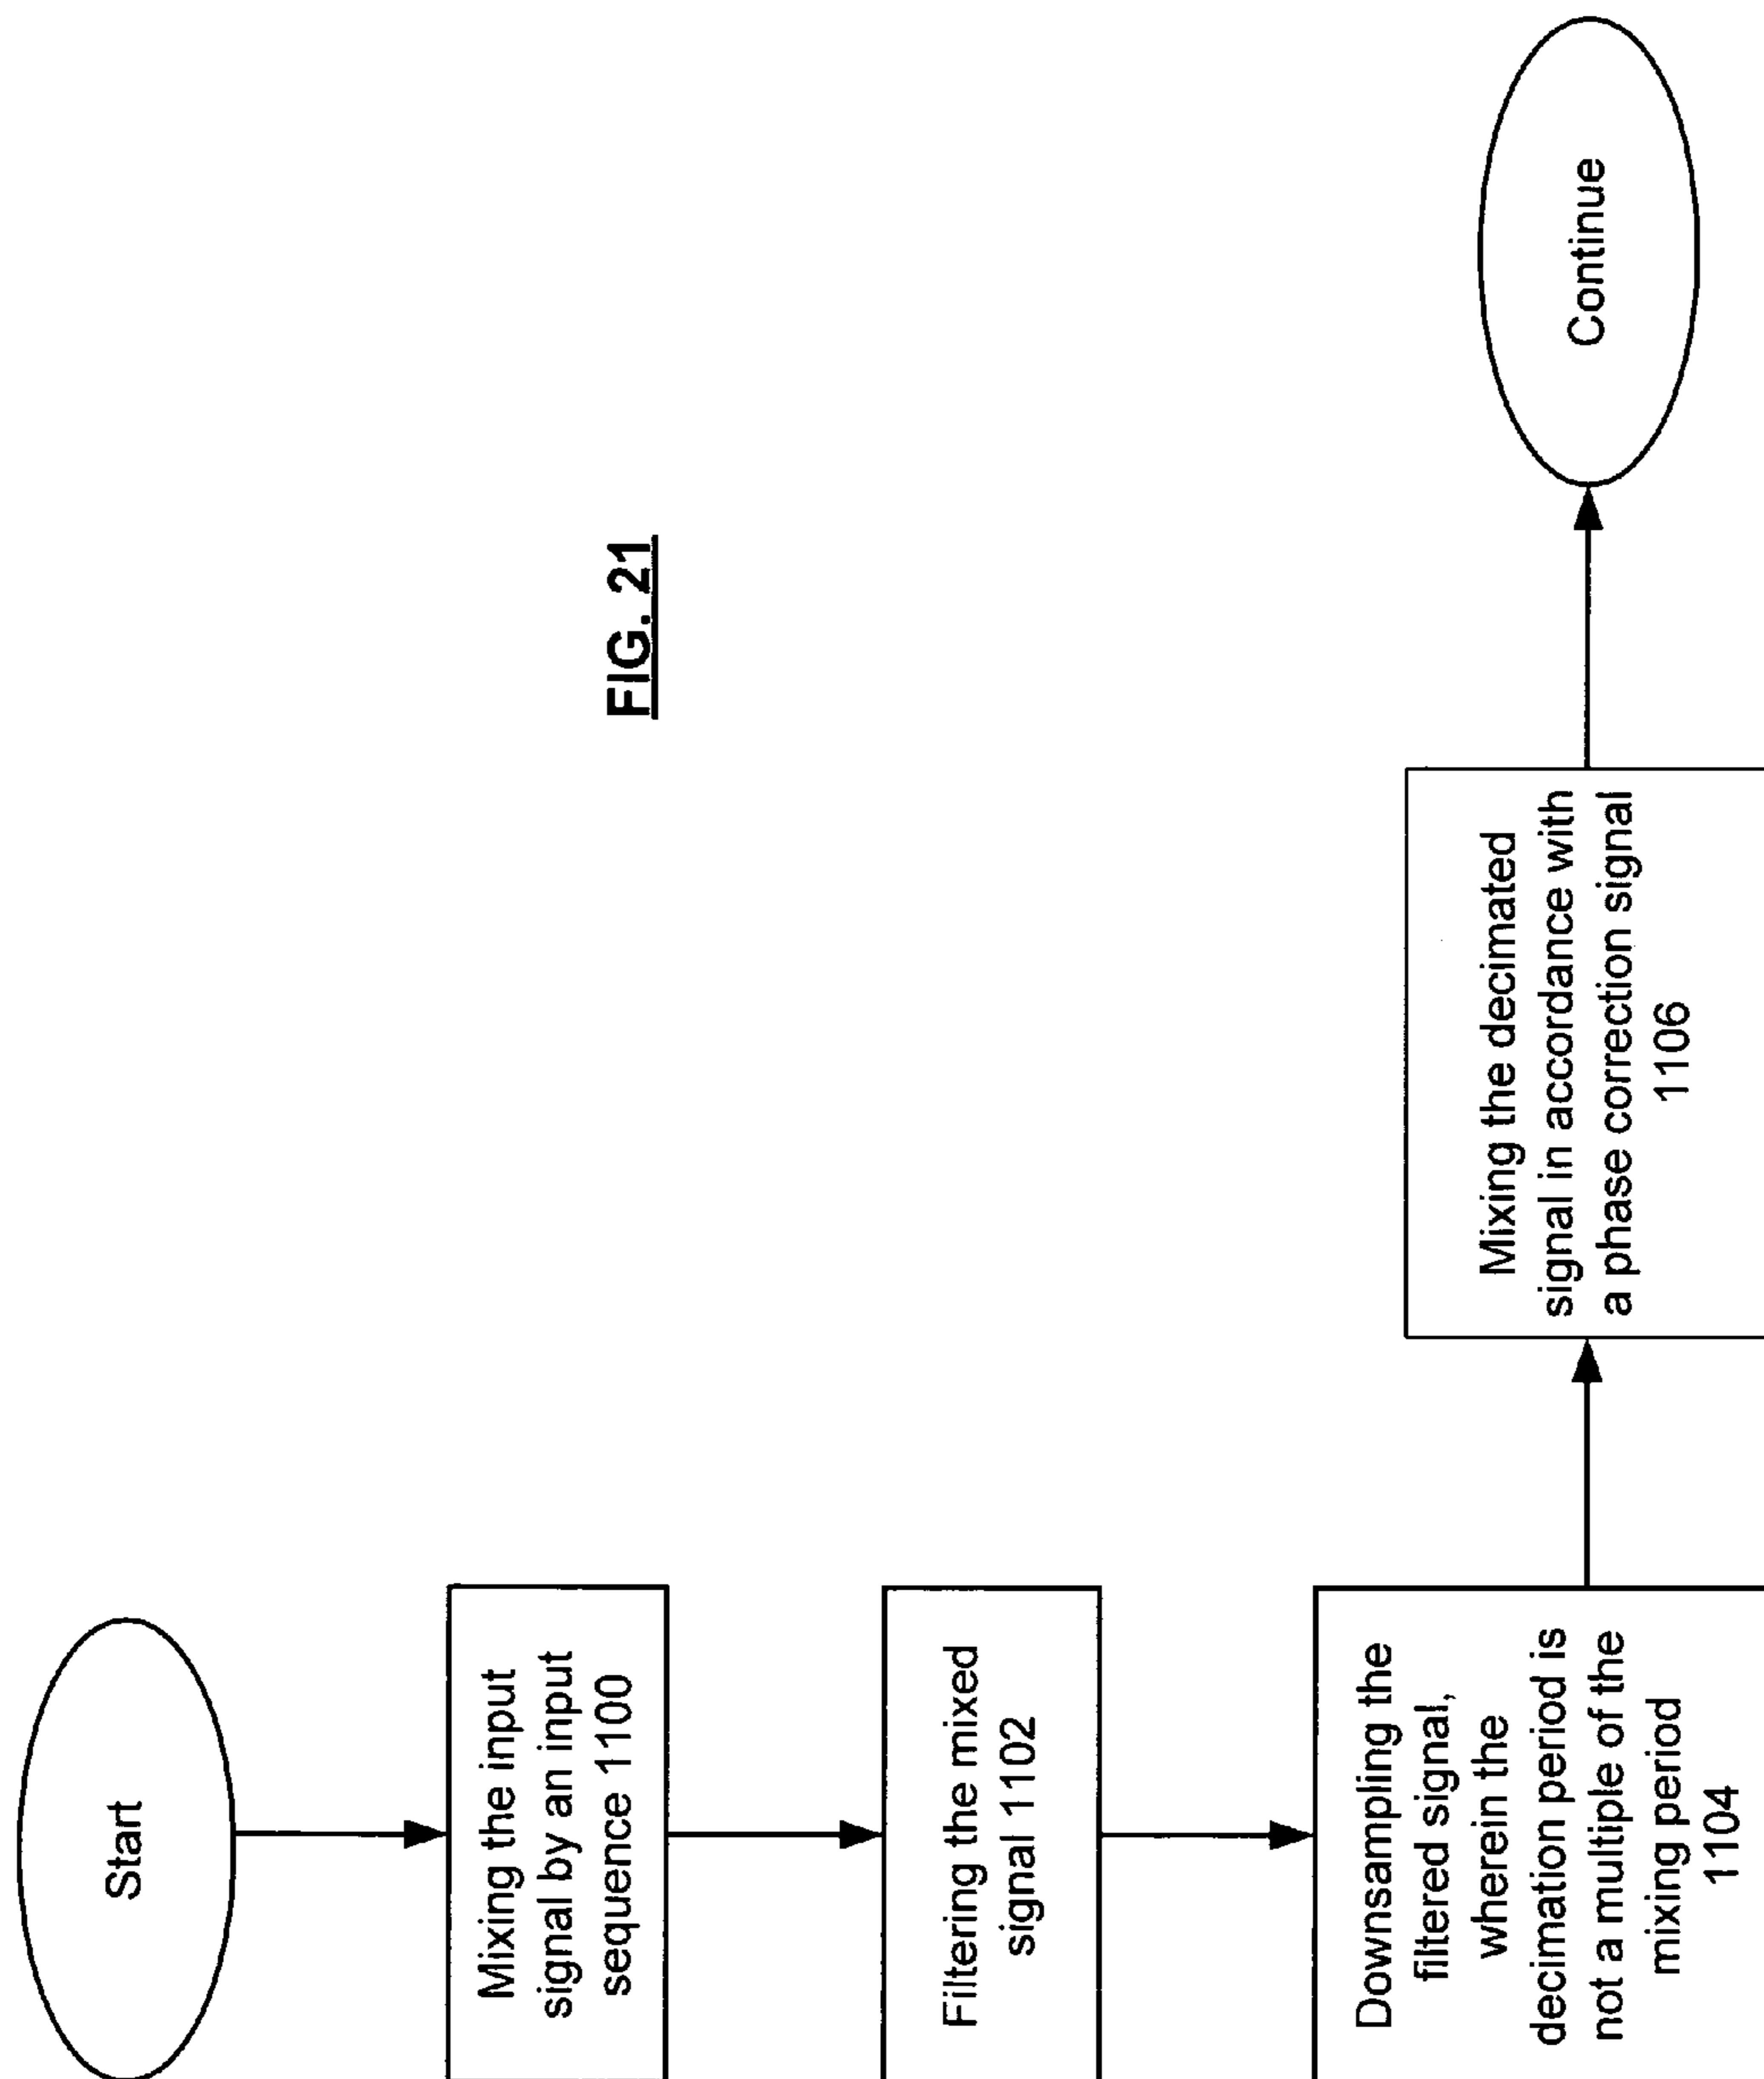 Start
Mixing the input
signal by an input
sequence 1100
Filtering the mixed
signal 1102
Downsampling the
filtered signal,
wherein the
decimation period is
not a multiple of the
mixing period
1104
Mixing the decimated
signal in accordance with
a phase correction signal
1106
Continue
FIG. 21